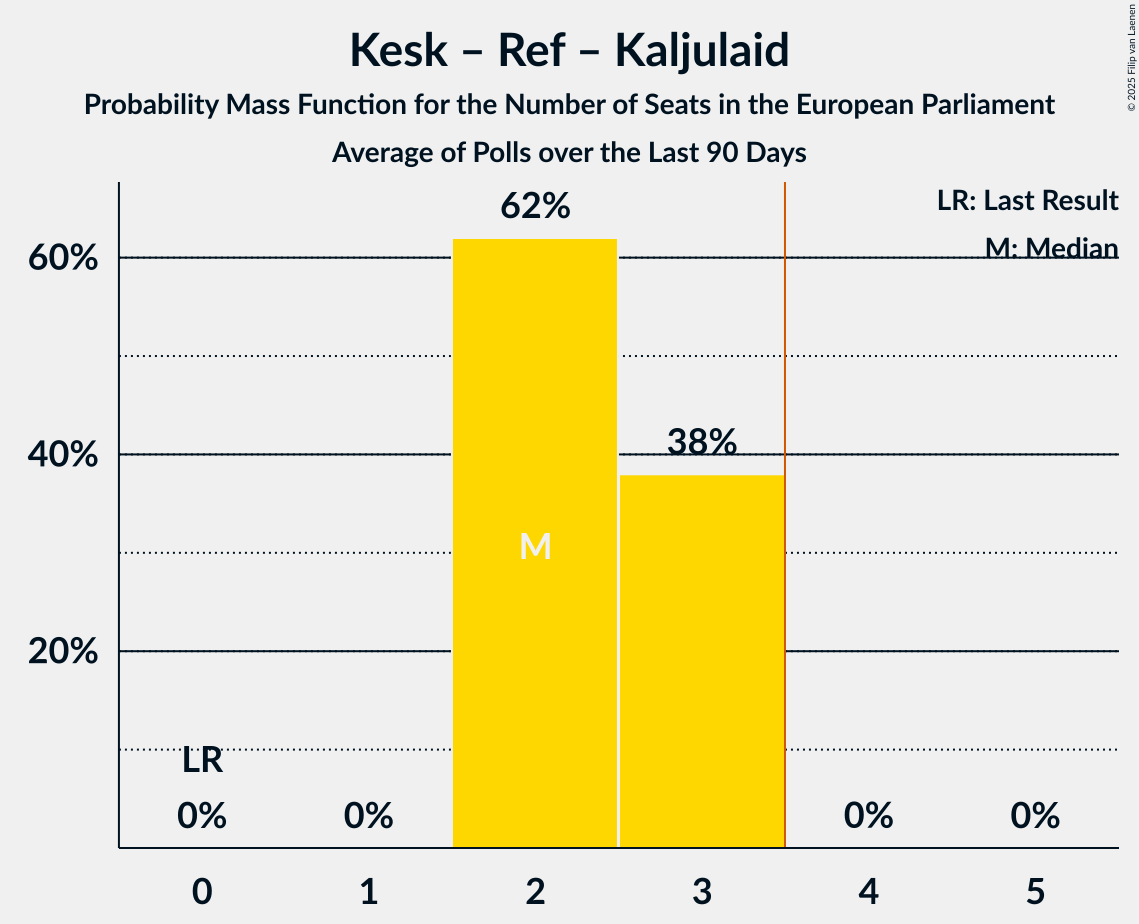 Kesk – Ref – Kaljulaid
Probability Mass Function for the Number of Seats in the European Parliament
Average of Polls over the Last 90 Days
© 2025 Filip van Laenen
LR: Last Result
M: Median
62%
60%
38%
40%
M
20%
LR
0%
0%
0%
0%
0
1
2
3
4
5